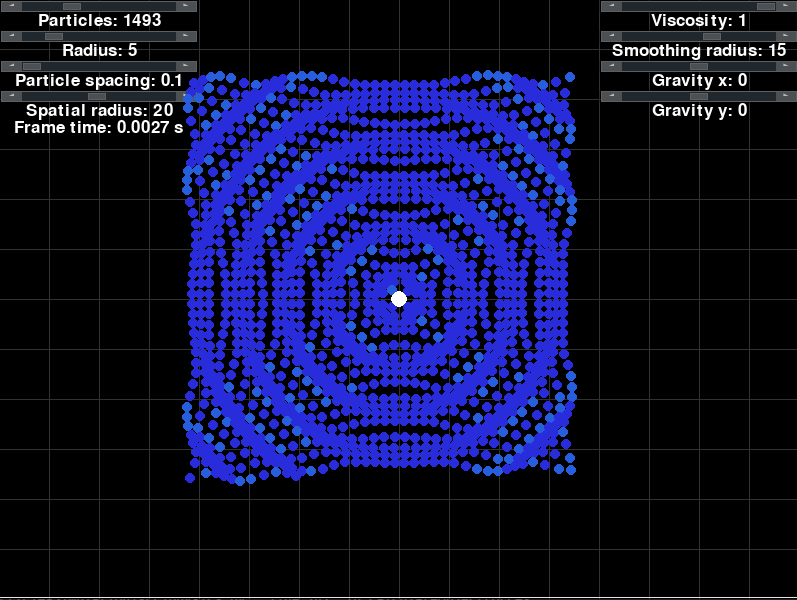 Particles: 1493
Radius: 5
Particle spacing: 0.1
Spatial radius: 20
Frame time: 0.0027 s
Viscosity: 1
Smoothing radius: 15
Gravity x: 0
Gravity y: 0